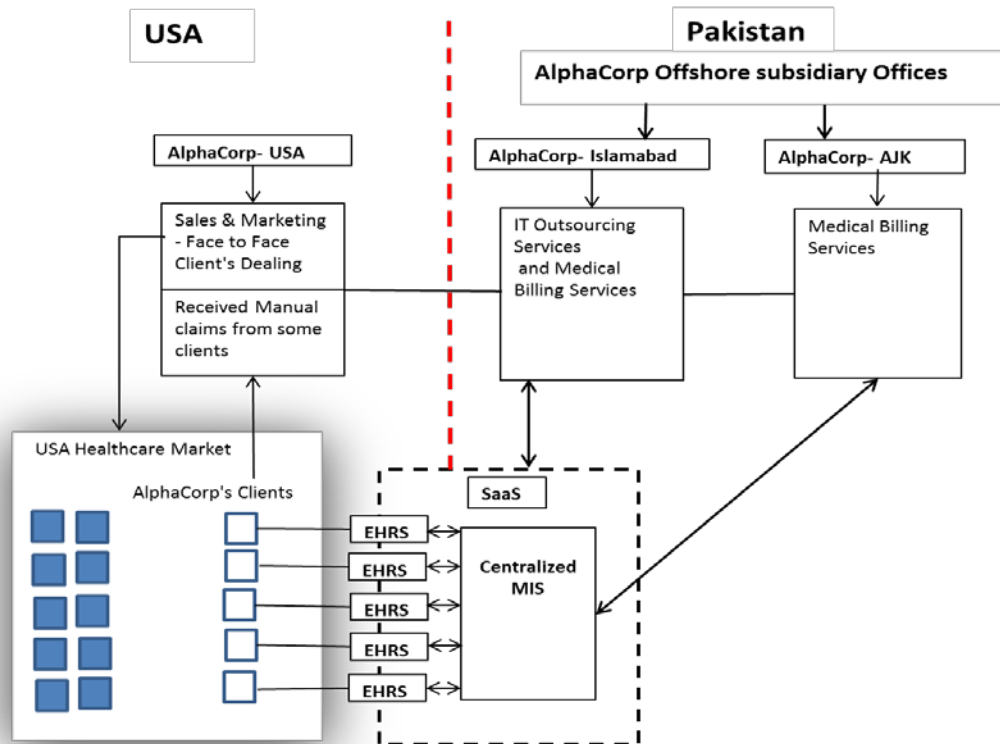 USA
Pakistan
AlphaCorp Offshore subsidiary Offices
AlphaCorp- USA
AlphaCorp- Islamabad
AlphaCorp- AJK
Sales & Marketing
- Face to Face
Client's Dealing
Received Manual
claims from some
clients
IT Outsourcing
Services
and Medical
Billing Services
Medical Billing
Services
USA Healthcare Market
AlphaCorp's Clients
SaaS
EHRS
EHRS
EHRS
EHRS
EHRS
Centralized
MIS